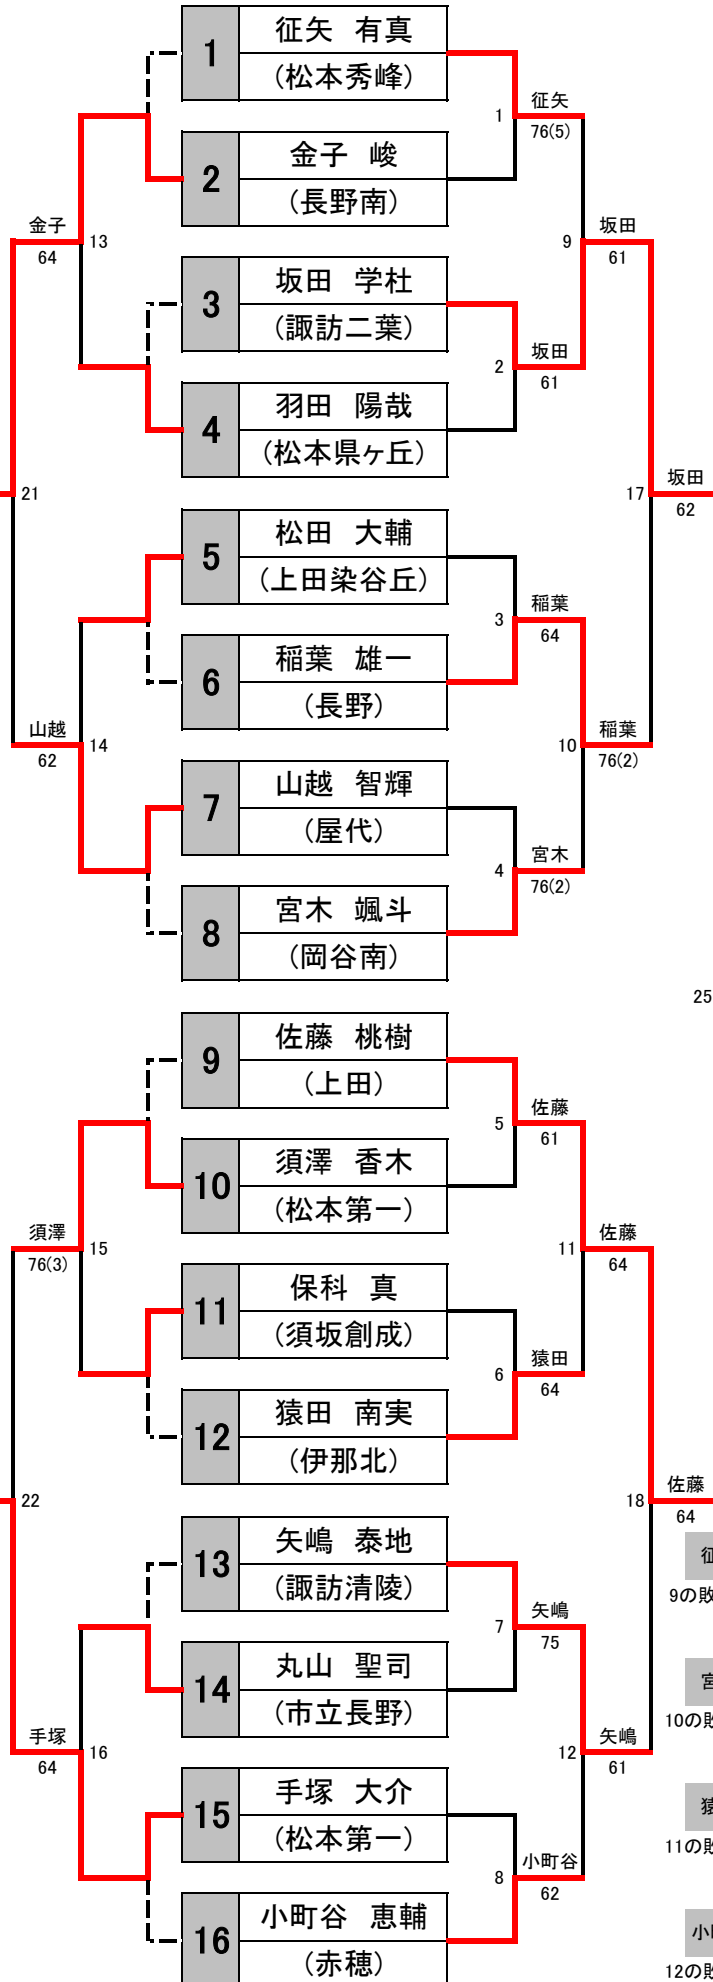 1
征矢 有真
(松本秀峰)
征矢
1
76(5)
2
金子 峻
(長野南)
金子
13
64
坂田
9
61
3
坂田 学杜
(諏訪二葉)
坂田
2
61
4
羽田 陽哉
(松本県ヶ丘)
坂田
21
17
62
5
松田 大輔
(上田染谷丘)
稲葉
3
64
6
稲葉 雄一
(長野)
山越
14
62
稲葉
10
76(2)
7
山越 智輝
(屋代)
宮木
4
76(2)
8
宮木 颯斗
(岡谷南)
25
9
佐藤 桃樹
(上田)
佐藤
5
61
10
須澤 香木
(松本第一)
須澤
15
76(3)
佐藤
11
64
11
保科 真
(須坂創成)
猿田
6
64
12
猿田 南実
(伊那北)
佐藤
22
18
64
13
矢嶋 泰地
(諏訪清陵)
征
9の敗
矢嶋
7
75
14
丸山 聖司
(市立長野)
宮
10の敗
手塚
16
64
矢嶋
12
61
15
手塚 大介
(松本第一)
猿
11の敗
小町谷
8
62
16
小町谷 恵輔
(赤穂)
小町
12の敗